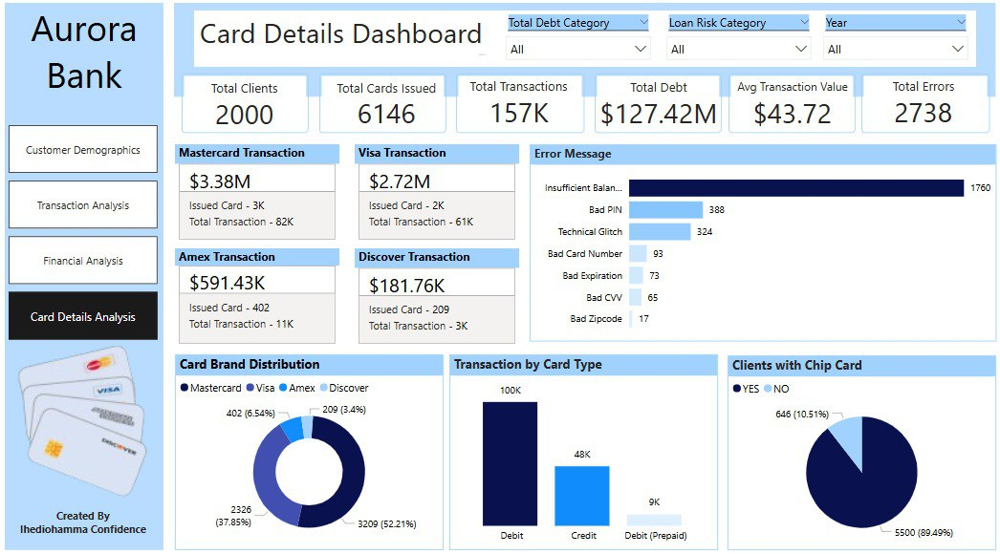 Aurora
Bank
Customer Demographics
Transaction Analysis
Financial Analysis
Card Details Analysis
VISA
DISCOVER
Created By
Ihediohamma Confidence
Card Details Dashboard
Total Debt Category
All
Loan Risk Category
All
Year
All
Total Clients
2000
Total Cards Issued
6146
Total Transactions
157K
Total Debt
$127.42M
Avg Transaction Value
$43.72
Total Errors
2738
Mastercard Transaction
$3.38M
Issued Card - 3K
Total Transaction - 82K
Visa Transaction
$2.72M
Issued Card - 2K
Total Transaction - 61K
Amex Transaction
$591.43K
Issued Card - 402
Total Transaction - 11K
Discover Transaction
$181.76K
Issued Card - 209
Total Transaction - 3K
Error Message
Insufficient Balan... 1760
Bad PIN 388
Technical Glitch 324
Bad Card Number 93
Bad Expiration 73
Bad CVV 65
Bad Zipcode 17
Card Brand Distribution
Mastercard Visa Amex Discover
402 (6.54%)
209 (3.4%)
2326
(37.85%)
3209 (52.21%)
Transaction by Card Type
100K
48K
9K
Debit
Credit
Debit (Prepaid)
Clients with Chip Card
YES NO
646 (10.51%)
5500 (89.49%)